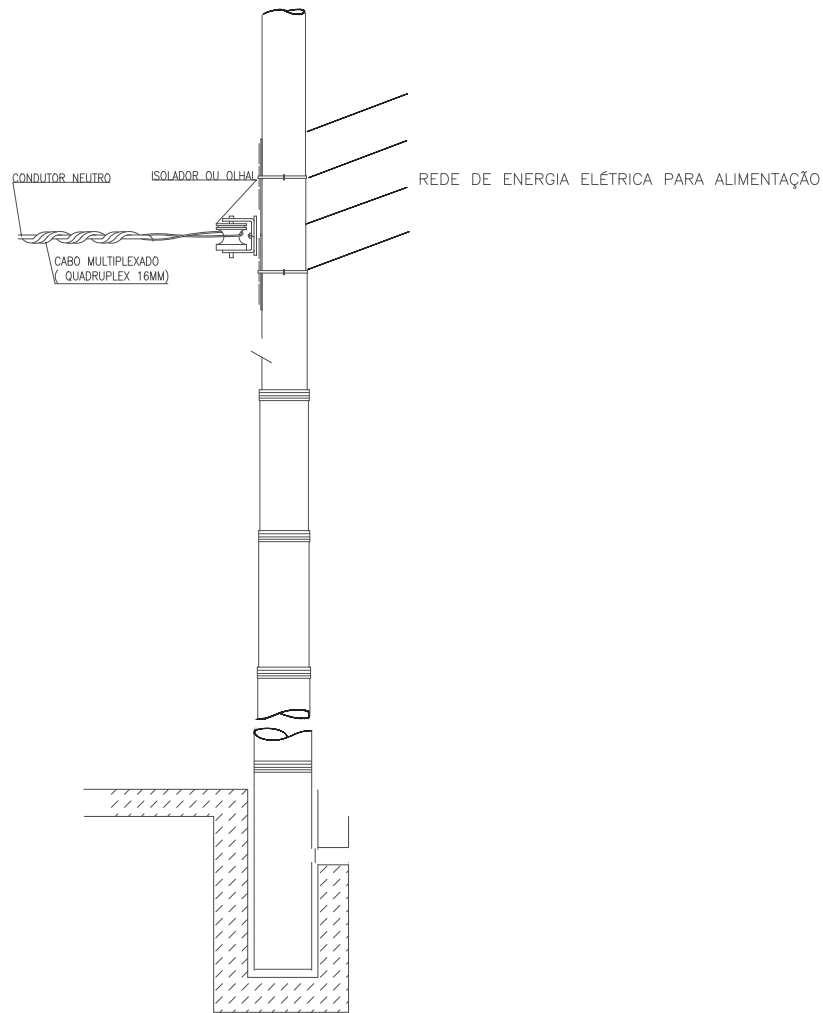 CONDUTOR NEUTRO
ISOLADOR OU OLHAL
REDE DE ENERGIA ELÉTRICA PARA ALIMENTAÇÃO
CABO MULTIPLEXADO
( QUADRUPLEX 16MM)